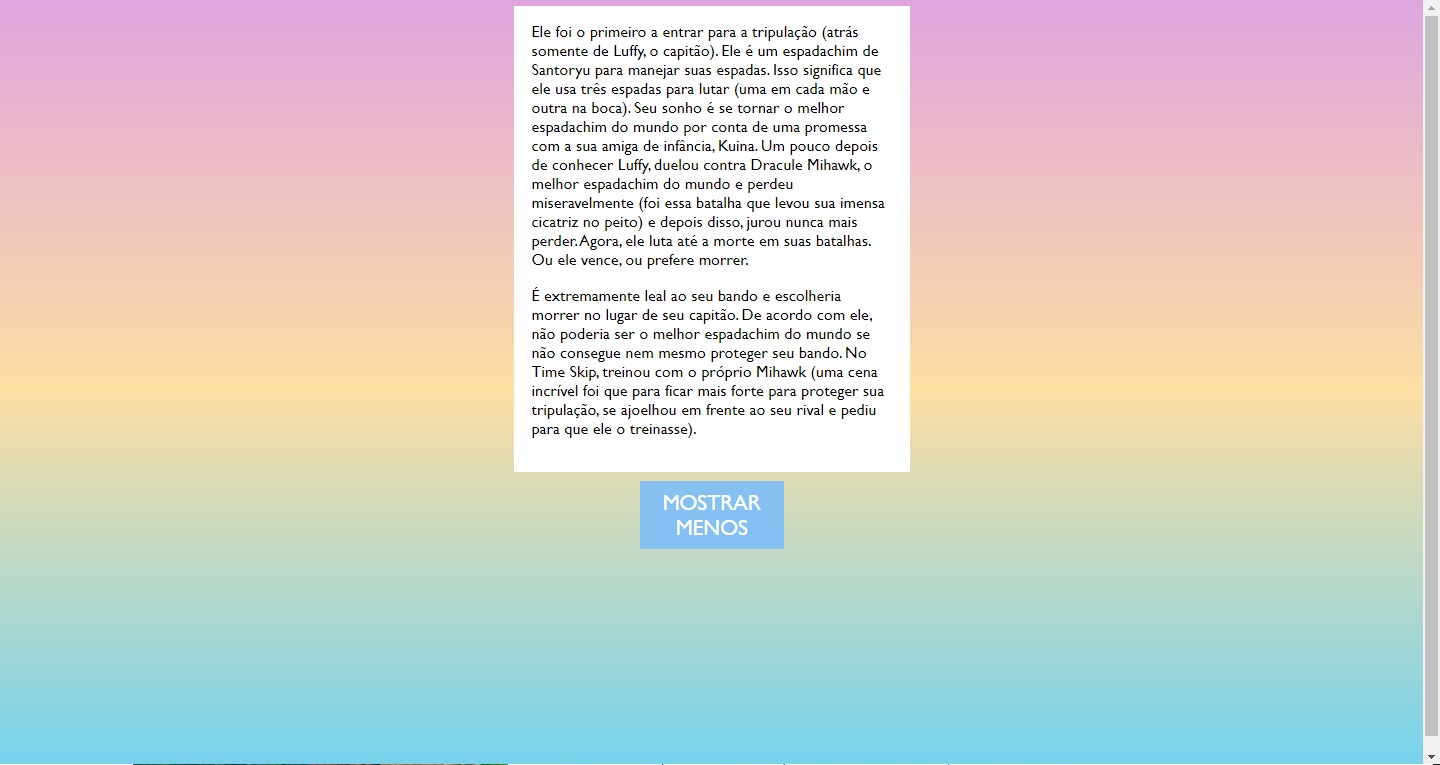 Ele foi o primeiro a entrar para a tripulação (atrás
somente de Luffy, o capitão). Ele é um espadachim de
Santoryu para manejar suas espadas. Isso significa que
ele usa três espadas para lutar (uma em cada mão e
outra na boca). Seu sonho é se tornar o melhor
espadachim do mundo por conta de uma promessa
com a sua amiga de infância, Kuina. Um pouco depois
de conhecer Luffy, duelou contra Dracule Mihawk, o
melhor espadachim do mundo e perdeu
miseravelmente (foi essa batalha que levou sua imensa
cicatriz no peito) e depois disso, jurou nunca mais
perder. Agora, ele luta até a morte em suas batalhas.
Ou ele vence, ou prefere morrer.
É extremamente leal ao seu bando e escolheria
morrer no lugar de seu capitão. De acordo com ele,
não poderia ser o melhor espadachim do mundo se
não consegue nem mesmo proteger seu bando. No
Time Skip, treinou com o próprio Mihawk (uma cena
incrível foi que para ficar mais forte para proteger sua
tripulação, se ajoelhou em frente ao seu rival e pediu
para que ele o treinasse).
MOSTRAR
MENOS